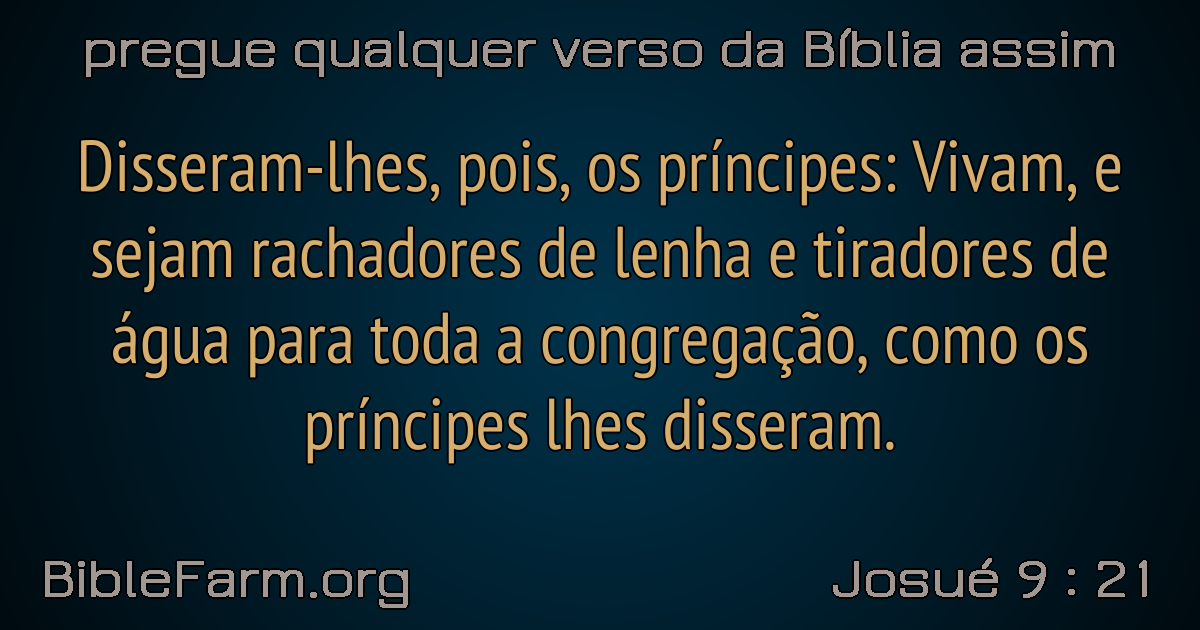 pregue qualquer verso da Bíblia assim
Disseram-lhes, pois, os príncipes: Vivam, e
sejam rachadores de lenha e tiradores de
água para toda a congregação, como os
príncipes lhes disseram.
BibleFarm.org
Josué 9 : 21